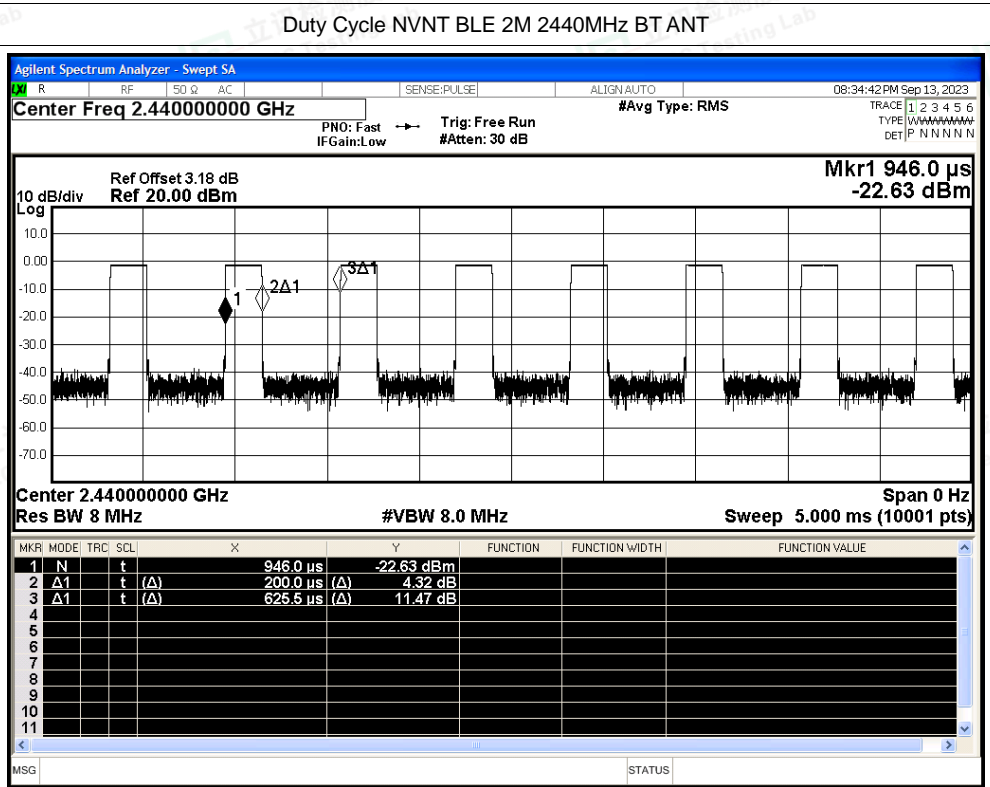 Duty Cycle NVNT BLE 2M 2440MHz BT ANT
Agilent Spectrum Analyzer - Swept SA
LXI R RF 50 Ω AC SENSE:PULSE ALIGN AUTO 08:34:42 PM Sep 13, 2023
Center Freq 2.440000000 GHz #Avg Type: RMS TRACE 1 2 3 4 5 6
PNO: Fast Trig: Free Run TYPE
IFGain:Low #Atten: 30 dB DET P N N N N N
Mkr1 946.0 µs
Ref Offset 3.18 dB
10 dB/div Ref 20.00 dBm -22.63 dBm
Log
10.0
0.00
3Δ1
-10.0
2Δ1
1
-20.0
-30.0
-40.0
-50.0
-60.0
-70.0
Center 2.440000000 GHz Span 0 Hz
Res BW 8 MHz #VBW 8.0 MHz Sweep 5.000 ms (10001 pts)
MKR MODE TRC SCL X Y FUNCTION FUNCTION WIDTH FUNCTION VALUE
1 N t 946.0 µs -22.63 dBm
2 Δ1 t (Δ) 200.0 µs (Δ) 4.32 dB
3 Δ1 t (Δ) 625.5 µs (Δ) 11.47 dB
4
5
6
7
8
9
10
11
MSG STATUS